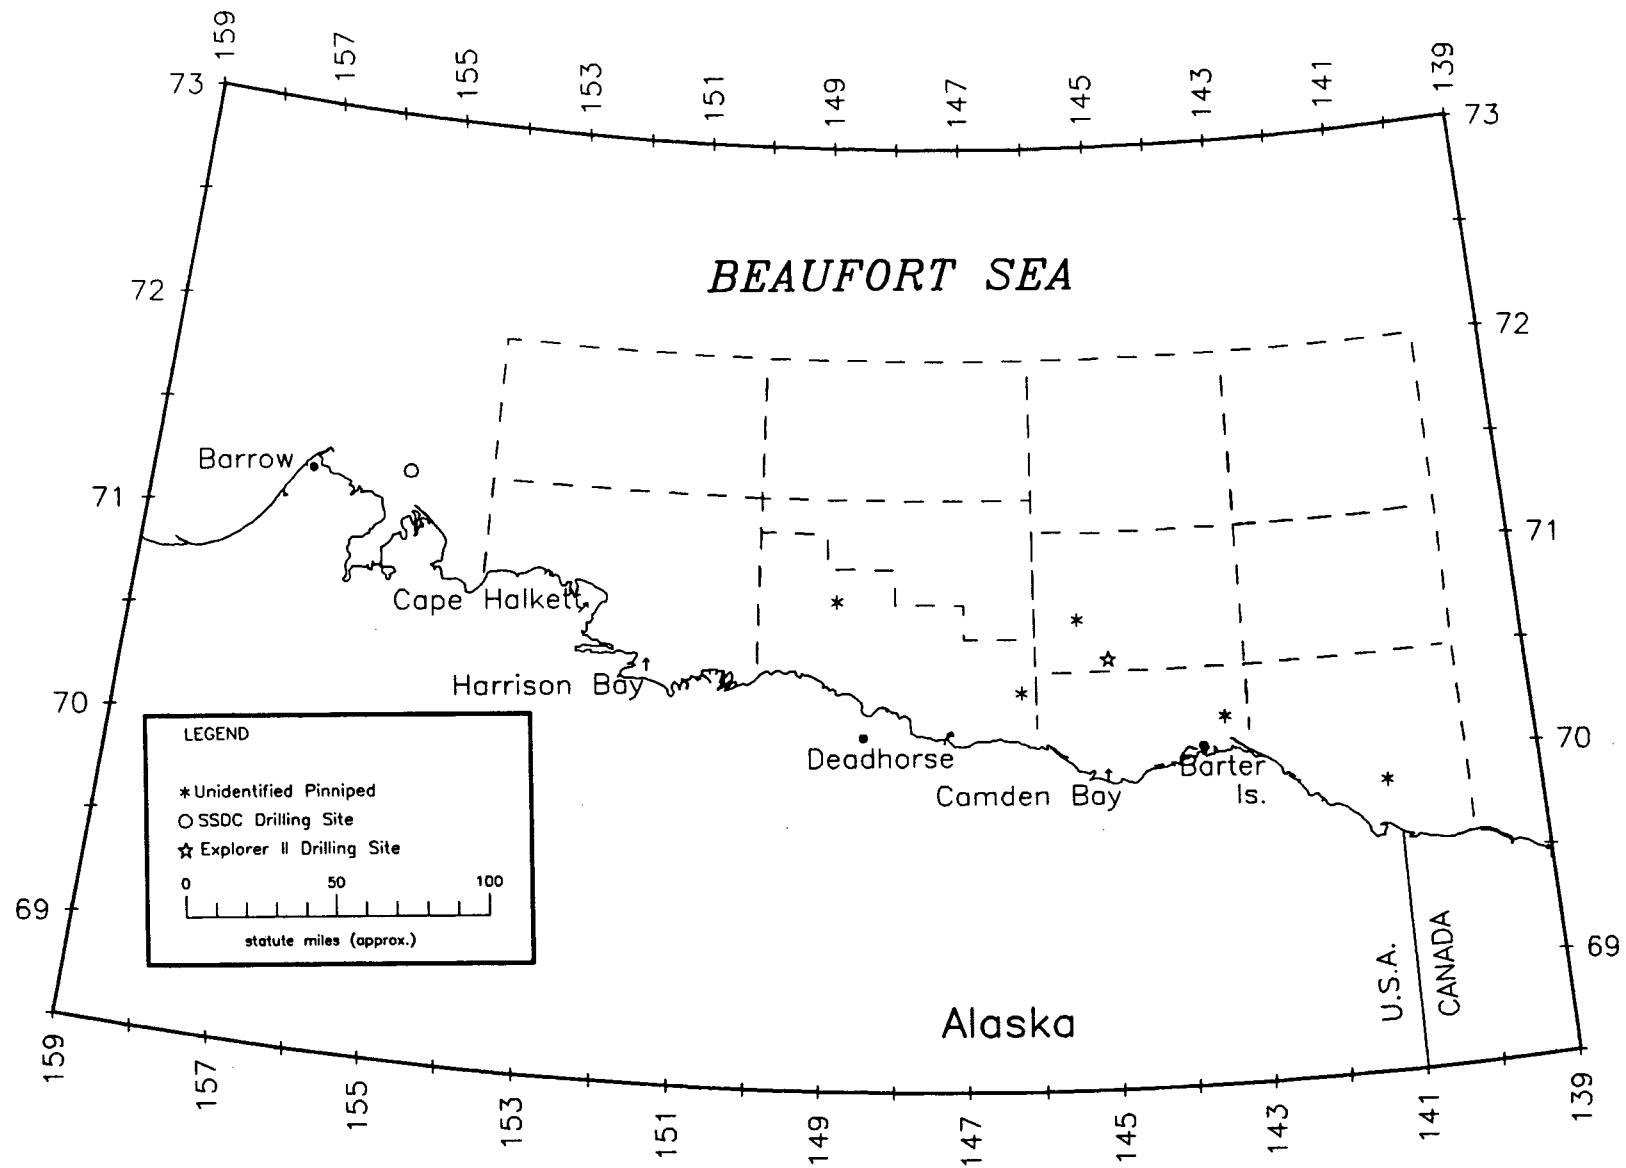 159
157
155
153
151
149
147
145
143
141
139
73
73
BEAUFORT SEA
72
72
Barrow
71
71
Cape Halkett
Harrison Bay
70
70
Deadhorse
Barter
Is.
Camden Bay
LEGEND
* Unidentified Pinniped
SSDC Drilling Site
Explorer II Drilling Site
0 50 100
statute miles (approx.)
69
69
U.S.A.
CANADA
Alaska
159
157
155
153
151
149
147
145
143
141
139